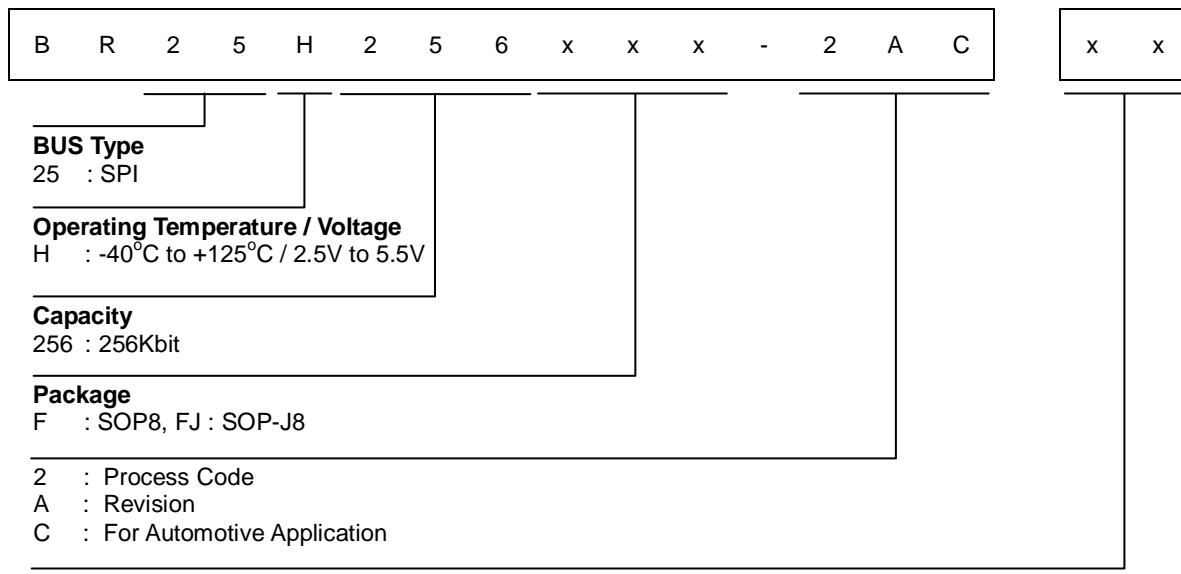 B R 2 5 H 2 5 6 x x x - 2 A C x x
BUS Type
25 : SPI
Operating Temperature / Voltage
H : -40°C to +125°C / 2.5V to 5.5V
Capacity
256 : 256Kbit
Package
F : SOP8, FJ : SOP-J8
2 : Process Code
A : Revision
C : For Automotive Application